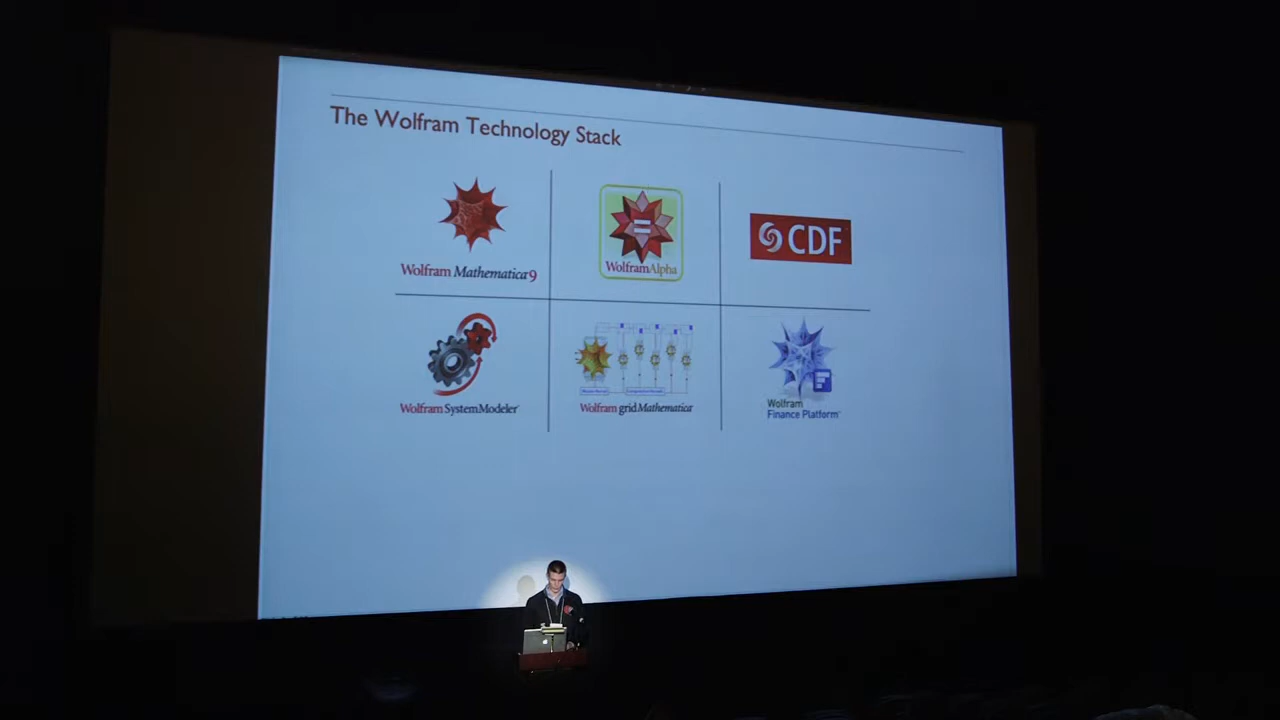 The Wolfram Technology Stack
Wolfram Mathematica 9
WolframAlpha
CDF
Wolfram SystemModeler
Wolfram gridMathematica
Wolfram
Finance Platform